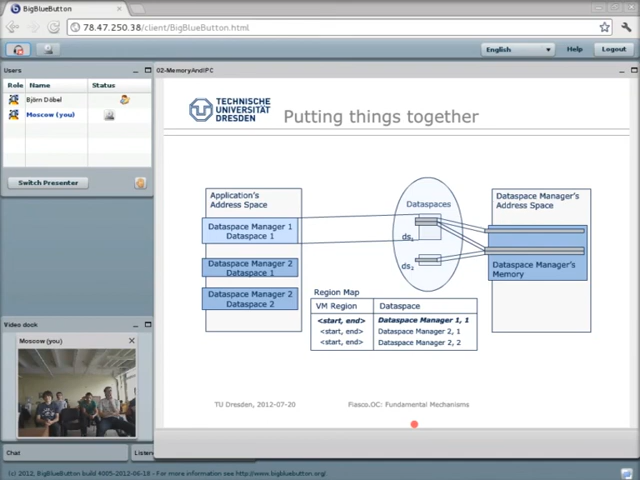 BigBlueButton
78.47.250.38/client/BigBlueButton.html
English
Help
Logout
Users
Role Name Status
Björn Döbel
Moscow (you)
Switch Presenter
02-MemoryAndIPC
TECHNISCHE
UNIVERSITÄT
DRESDEN
Putting things together
Application's
Address Space
Dataspace Manager 1
Dataspace 1
Dataspace Manager 2
Dataspace 1
Dataspace Manager 2
Dataspace 2
Dataspaces
ds1
ds2
Dataspace Manager's
Address Space
Dataspace Manager's
Memory
Region Map
VM Region Dataspace
<start, end> Dataspace Manager 1, 1
<start, end> Dataspace Manager 2, 1
<start, end> Dataspace Manager 2, 2
TU Dresden, 2012-07-20
Fiasco.OC: Fundamental Mechanisms
Video dock
Moscow (you)
Chat
Listen
(c) 2012, BigBlueButton build 4005-2012-06-18 - For more information see http://www.bigbluebutton.org/.